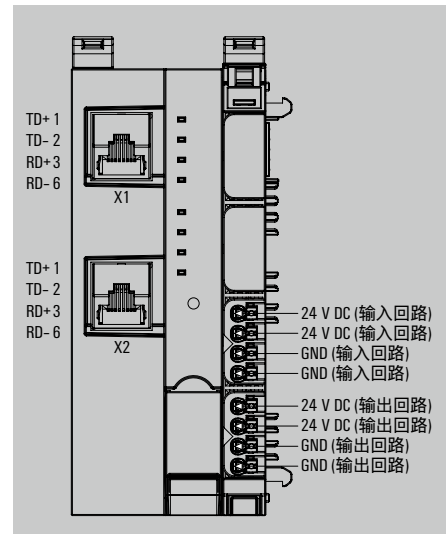 TD+ 1
TD– 2
RD+ 3
RD– 6
X1
TD+ 1
TD– 2
RD+ 3
RD– 6
X2
24 V DC (输入回路)
24 V DC (输入回路)
GND (输入回路)
GND (输入回路)
24 V DC (输出回路)
24 V DC (输出回路)
GND (输出回路)
GND (输出回路)